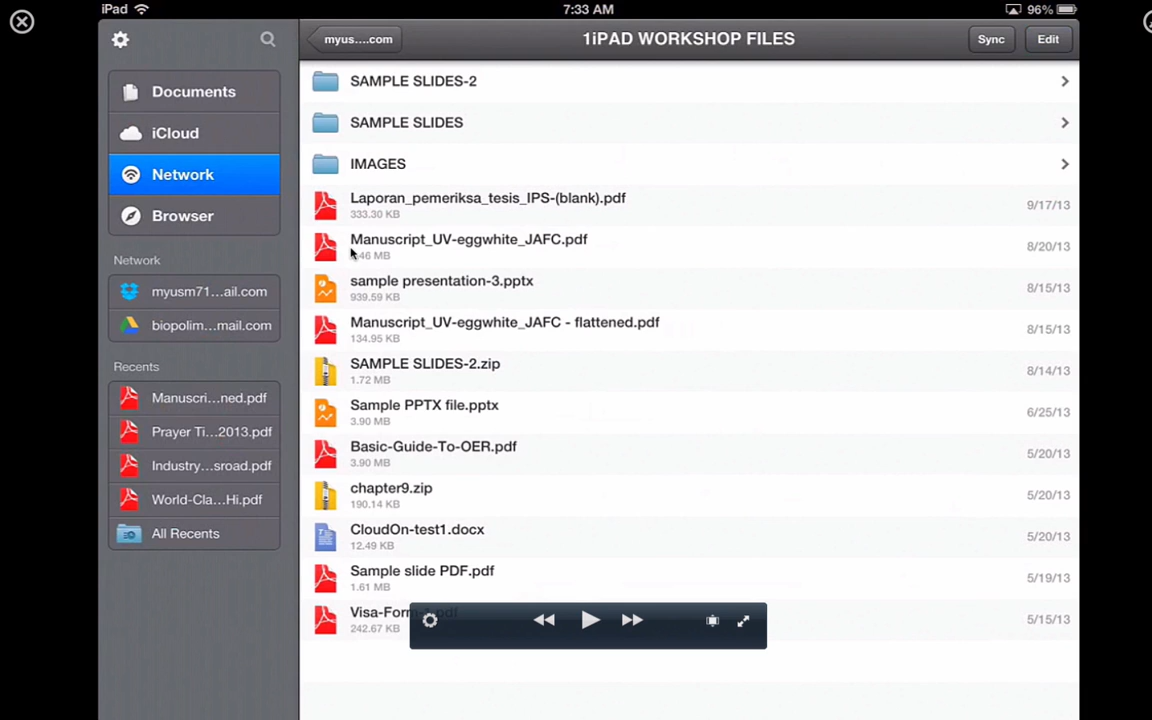 iPad
7:33 AM
96%
myus....com
1iPAD WORKSHOP FILES
Sync
Edit
Documents
iCloud
Network
Browser
Network
myusm71...ail.com
biopolim...mail.com
Recents
Manuscri...ned.pdf
Prayer Ti...2013.pdf
Industry...sroad.pdf
World-Cla...Hi.pdf
All Recents
SAMPLE SLIDES-2
SAMPLE SLIDES
IMAGES
Laporan_pemeriksa_tesis_IPS-(blank).pdf
333.30 KB
9/17/13
Manuscript_UV-eggwhite_JAFC.pdf
46 MB
8/20/13
sample presentation-3.pptx
939.59 KB
8/15/13
Manuscript_UV-eggwhite_JAFC - flattened.pdf
134.95 KB
8/15/13
SAMPLE SLIDES-2.zip
1.72 MB
8/14/13
Sample PPTX file.pptx
3.90 MB
6/25/13
Basic-Guide-To-OER.pdf
3.90 MB
5/20/13
chapter9.zip
190.14 KB
5/20/13
CloudOn-test1.docx
12.49 KB
5/20/13
Sample slide PDF.pdf
1.61 MB
5/19/13
Visa-Form-1.pdf
242.67 KB
5/15/13